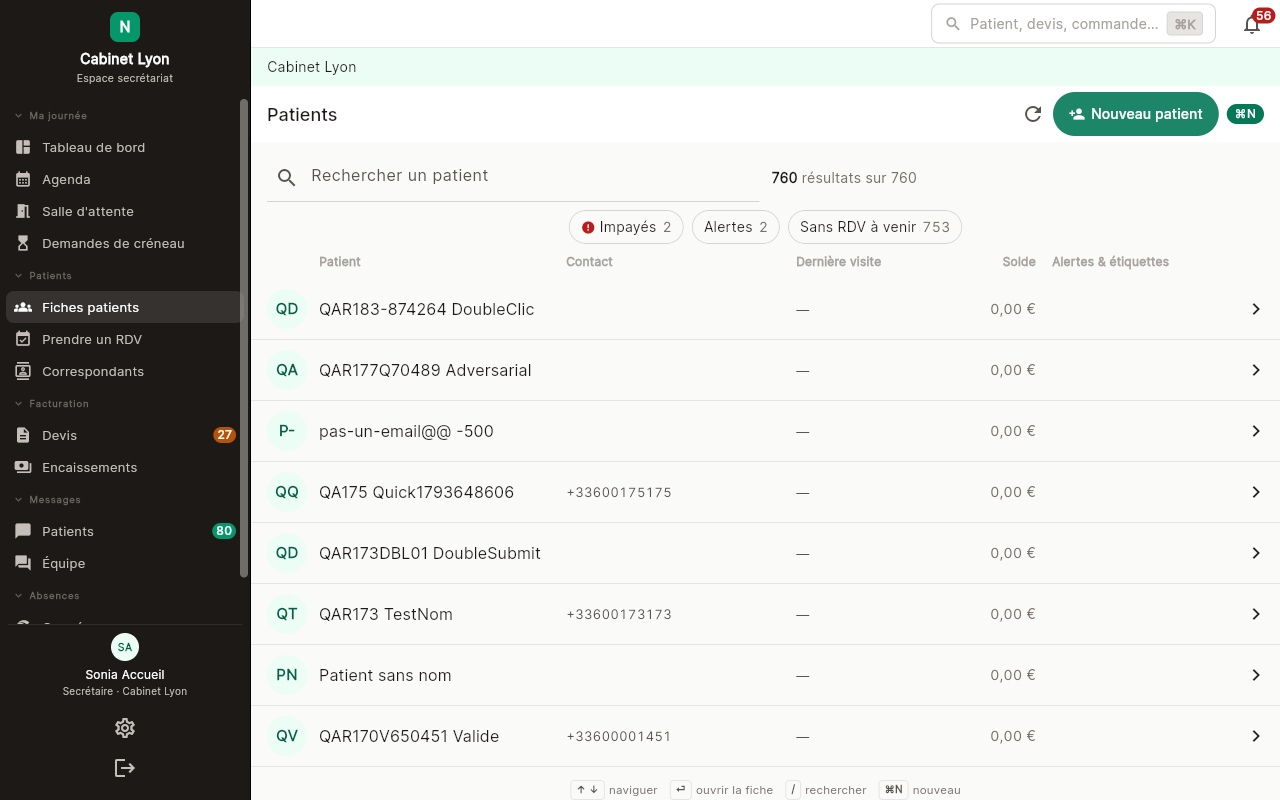 N
Cabinet Lyon
Espace secrétariat
Ma journée
Tableau de bord
Agenda
Salle d'attente
Demandes de créneau
Patients
Fiches patients
Prendre un RDV
Correspondants
Facturation
Devis 27
Encaissements
Messages
Patients 80
Équipe
Absences
SA
Sonia Accueil
Secrétaire · Cabinet Lyon
Patient, devis, commande... ⌘K
56
Cabinet Lyon
Patients
Nouveau patient ⌘N
Rechercher un patient
760 résultats sur 760
Impayés 2 Alertes 2 Sans RDV à venir 753
Patient Contact Dernière visite Solde Alertes & étiquettes
QD QAR183-874264 DoubleClic — 0,00 €
QA QAR177Q70489 Adversarial — 0,00 €
P- pas-un-email@@ -500 — 0,00 €
QQ QA175 Quick1793648606 +33600175175 — 0,00 €
QD QAR173DBL01 DoubleSubmit — 0,00 €
QT QAR173 TestNom +33600173173 — 0,00 €
PN Patient sans nom — 0,00 €
QV QAR170V650451 Valide +33600001451 — 0,00 €
↑ ↓ naviguer ⏎ ouvrir la fiche / rechercher ⌘N nouveau